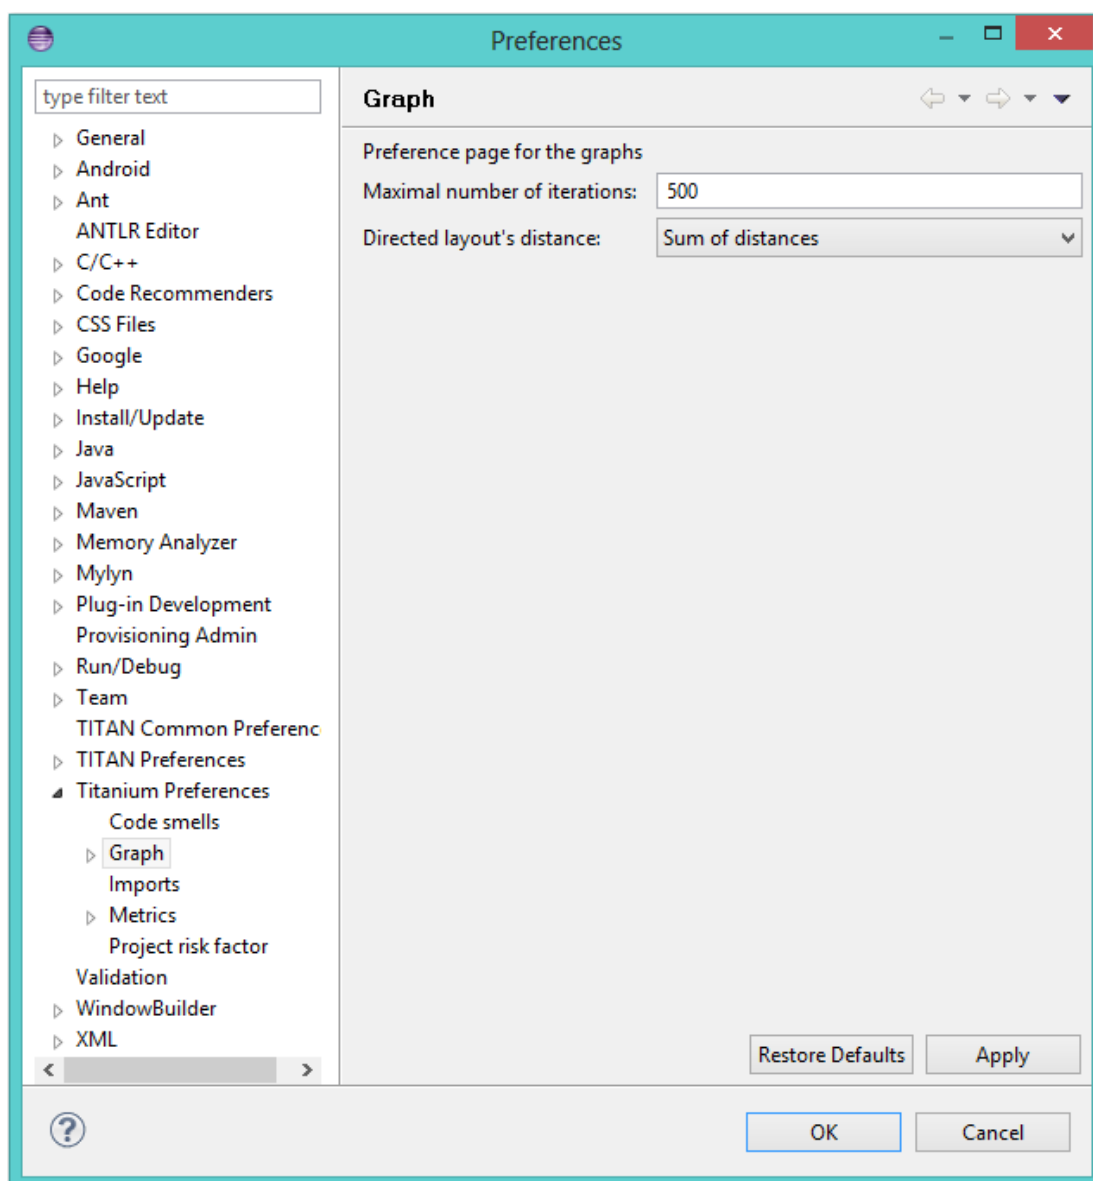 Preferences
type filter text
General
Android
Ant
ANTLR Editor
C/C++
Code Recommenders
CSS Files
Google
Help
Install/Update
Java
JavaScript
Maven
Memory Analyzer
Mylyn
Plug-in Development
Provisioning Admin
Run/Debug
Team
TITAN Common Preferenc
TITAN Preferences
Titanium Preferences
Code smells
Graph
Imports
Metrics
Project risk factor
Validation
WindowBuilder
XML
Graph
Preference page for the graphs
Maximal number of iterations: 500
Directed layout's distance: Sum of distances
Restore Defaults Apply
OK Cancel